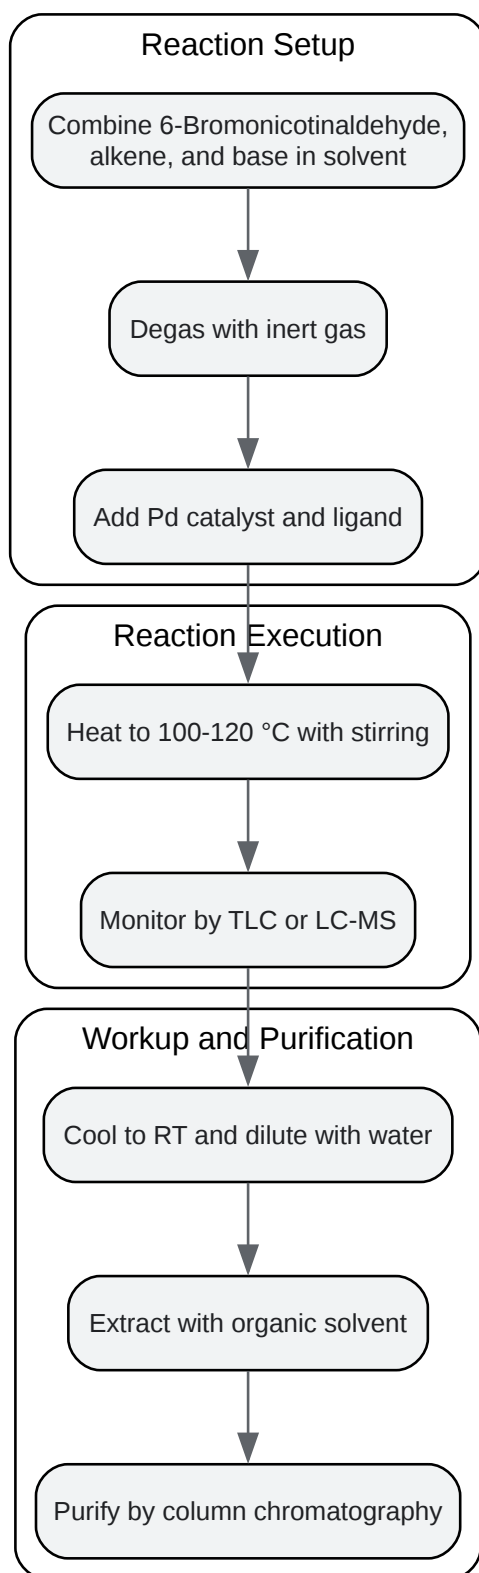 Reaction Setup
Combine 6-Bromonicotinaldehyde,
alkene, and base in solvent
Degas with inert gas
Add Pd catalyst and ligand
Reaction Execution
Heat to 100-120 °C with stirring
Monitor by TLC or LC-MS
Workup and Purification
Cool to RT and dilute with water
Extract with organic solvent
Purify by column chromatography